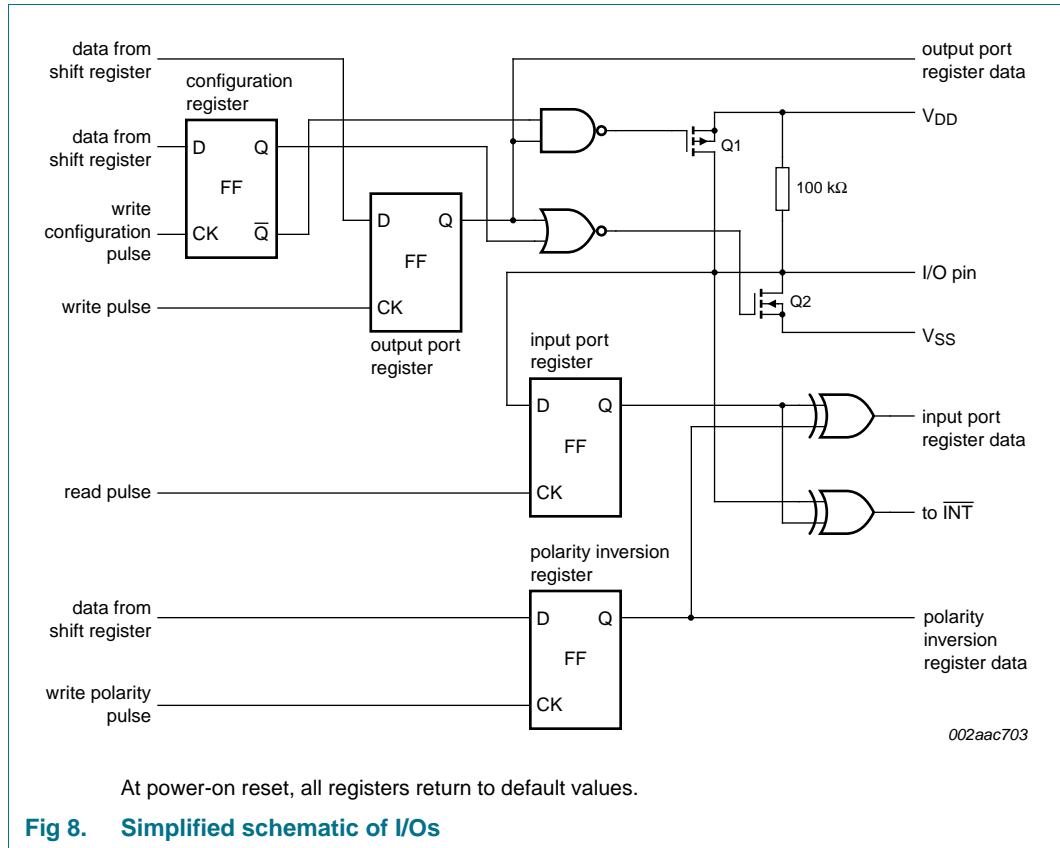 data from
shift register
configuration
register
data from
shift register
D
Q
FF
write
configuration
pulse
CK
Q̅
D
Q
FF
CK
write pulse
output port
register
output port
register data
VDD
Q1
100 kΩ
I/O pin
Q2
VSS
input port
register
D
Q
FF
CK
read pulse
input port
register data
to I̅N̅T̅
polarity inversion
register
data from
shift register
D
Q
FF
CK
write polarity
pulse
polarity
inversion
register data
002aac703
At power-on reset, all registers return to default values.
Fig 8. Simplified schematic of I/Os